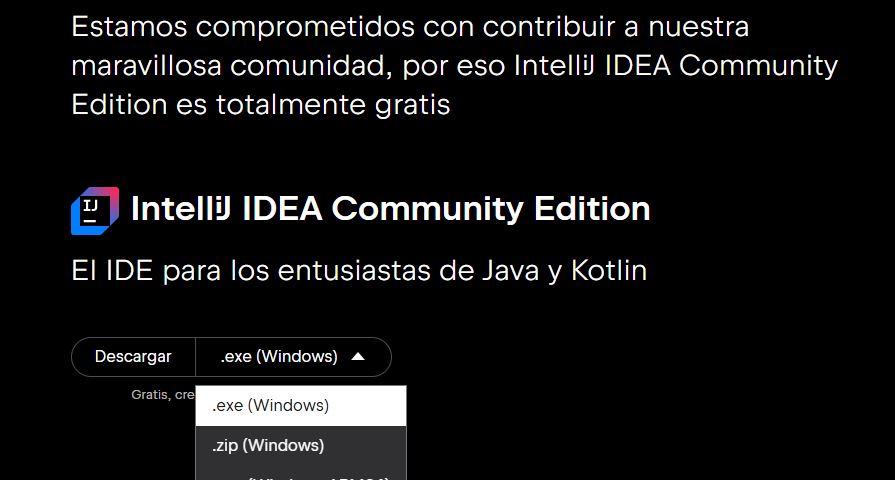 Estamos comprometidos con contribuir a nuestra
maravillosa comunidad, por eso IntelliJ IDEA Community
Edition es totalmente gratis
IJ
IntelliJ IDEA Community Edition
El IDE para los entusiastas de Java y Kotlin
Descargar
.exe (Windows)
Gratis, cre
.exe (Windows)
.zip (Windows)